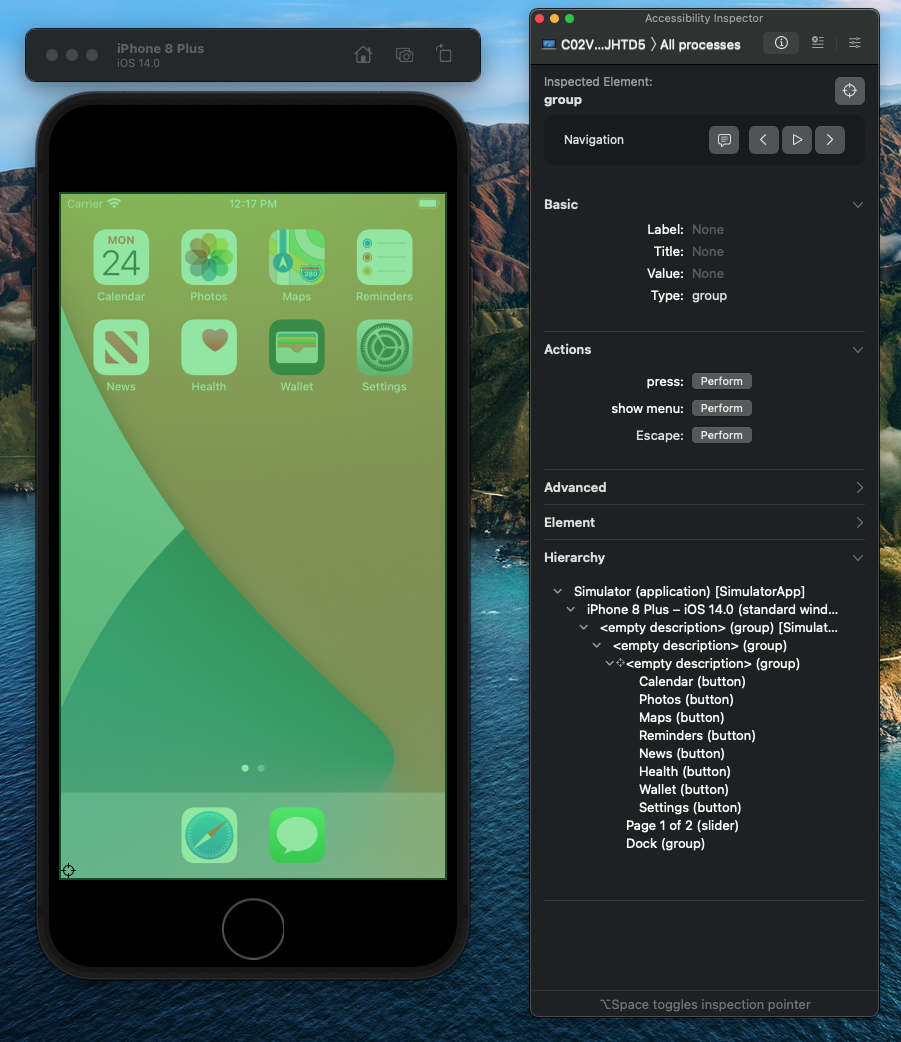 iPhone 8 Plus
iOS 14.0
Carrier
12:17 PM
MON
24
280
Calendar
Photos
Maps
Reminders
News
Health
Wallet
Settings
Accessibility Inspector
C02V...JHTD5 〉All processes
Inspected Element:
group
Navigation
Basic
Label: None
Title: None
Value: None
Type: group
Actions
press: Perform
show menu: Perform
Escape: Perform
Advanced
Element
Hierarchy
Simulator (application) [SimulatorApp]
iPhone 8 Plus – iOS 14.0 (standard wind...
<empty description> (group) [Simulat...
<empty description> (group)
<empty description> (group)
Calendar (button)
Photos (button)
Maps (button)
Reminders (button)
News (button)
Health (button)
Wallet (button)
Settings (button)
Page 1 of 2 (slider)
Dock (group)
⌥Space toggles inspection pointer